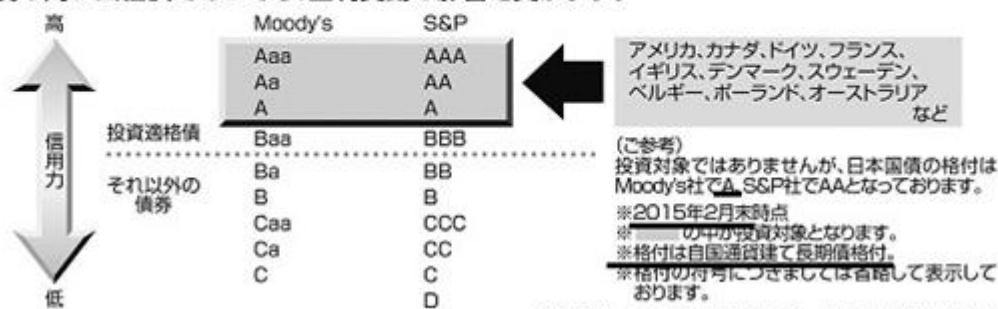 高
Moody's S&P
Aaa AAA
Aa AA
A A
投資適格債 Baa BBB
Ba BB
それ以外の
債券
B B
Caa CCC
Ca CC
C C
D
信用力
低
アメリカ、カナダ、ドイツ、フランス、
イギリス、デンマーク、スウェーデン、
ベルギー、ポーランド、オーストラリア
など
(ご参考)
投資対象ではありませんが、日本国債の格付は
Moody's社でA、S&P社でAAとなっております。
※2015年2月末時点
※ の中が投資対象となります。
※格付は自国通貨建て長期債格付。
※格付の符号につきましては省略して表示して
おります。